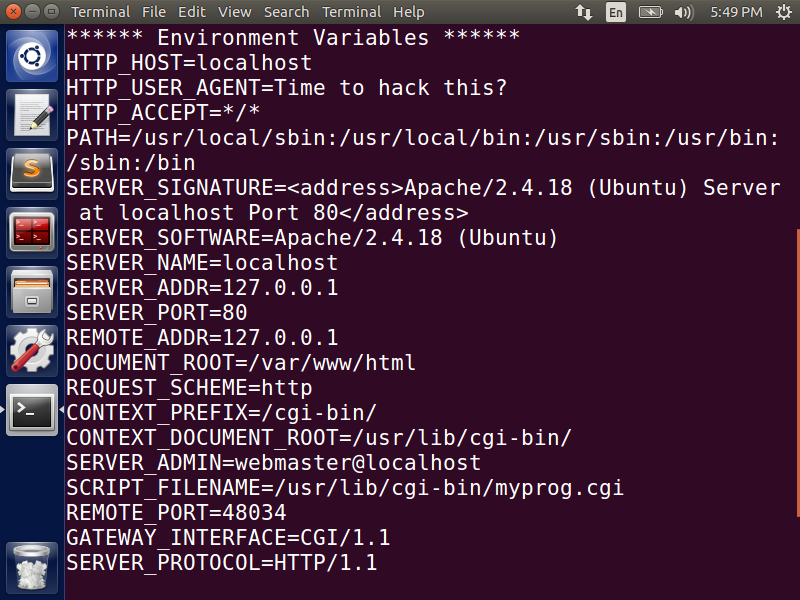 Terminal File Edit View Search Terminal Help En 5:49 PM
****** Environment Variables ******
HTTP_HOST=localhost
HTTP_USER_AGENT=Time to hack this?
HTTP_ACCEPT=*/*
PATH=/usr/local/sbin:/usr/local/bin:/usr/sbin:/usr/bin:
/sbin:/bin
SERVER_SIGNATURE=<address>Apache/2.4.18 (Ubuntu) Server
 at localhost Port 80</address>
SERVER_SOFTWARE=Apache/2.4.18 (Ubuntu)
SERVER_NAME=localhost
SERVER_ADDR=127.0.0.1
SERVER_PORT=80
REMOTE_ADDR=127.0.0.1
DOCUMENT_ROOT=/var/www/html
REQUEST_SCHEME=http
CONTEXT_PREFIX=/cgi-bin/
CONTEXT_DOCUMENT_ROOT=/usr/lib/cgi-bin/
SERVER_ADMIN=webmaster@localhost
SCRIPT_FILENAME=/usr/lib/cgi-bin/myprog.cgi
REMOTE_PORT=48034
GATEWAY_INTERFACE=CGI/1.1
SERVER_PROTOCOL=HTTP/1.1